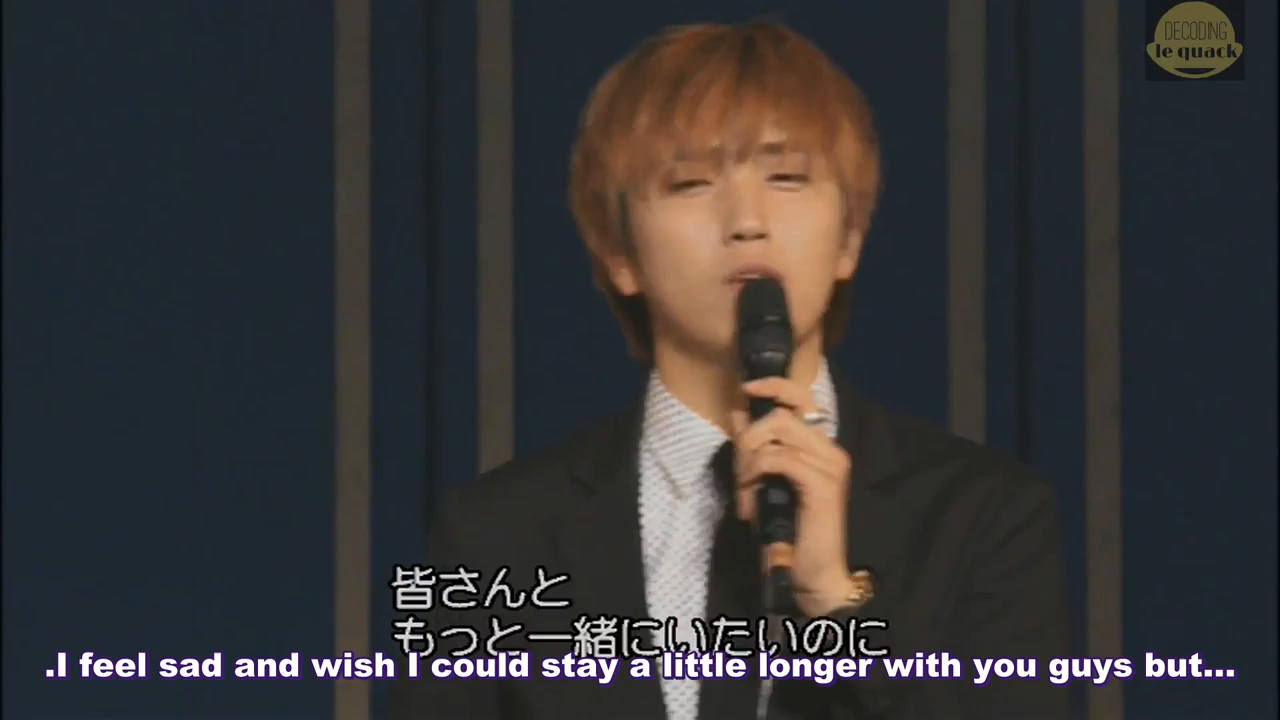 DECODING
le quack
皆さんと
もっと一緒にいたいのに
.I feel sad and wish I could stay a little longer with you guys but...